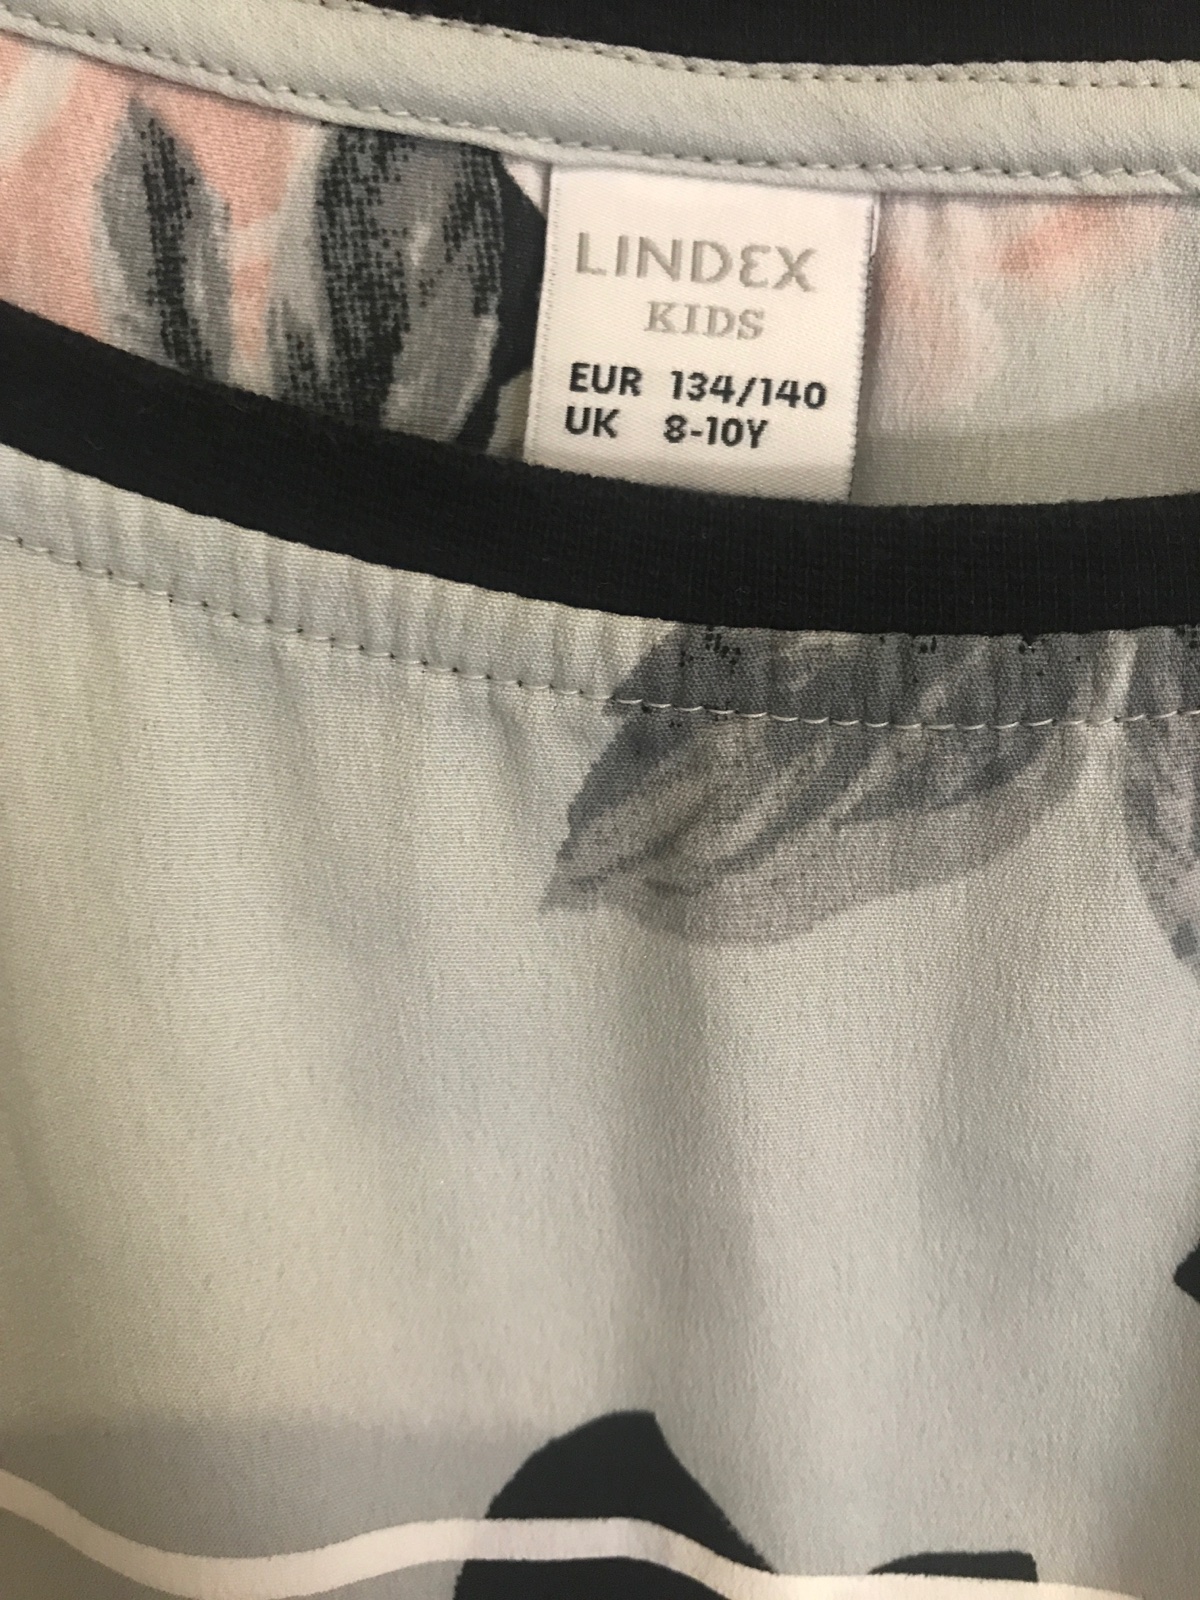 LINDEX
KIDS
EUR 134/140
UK 8-10Y